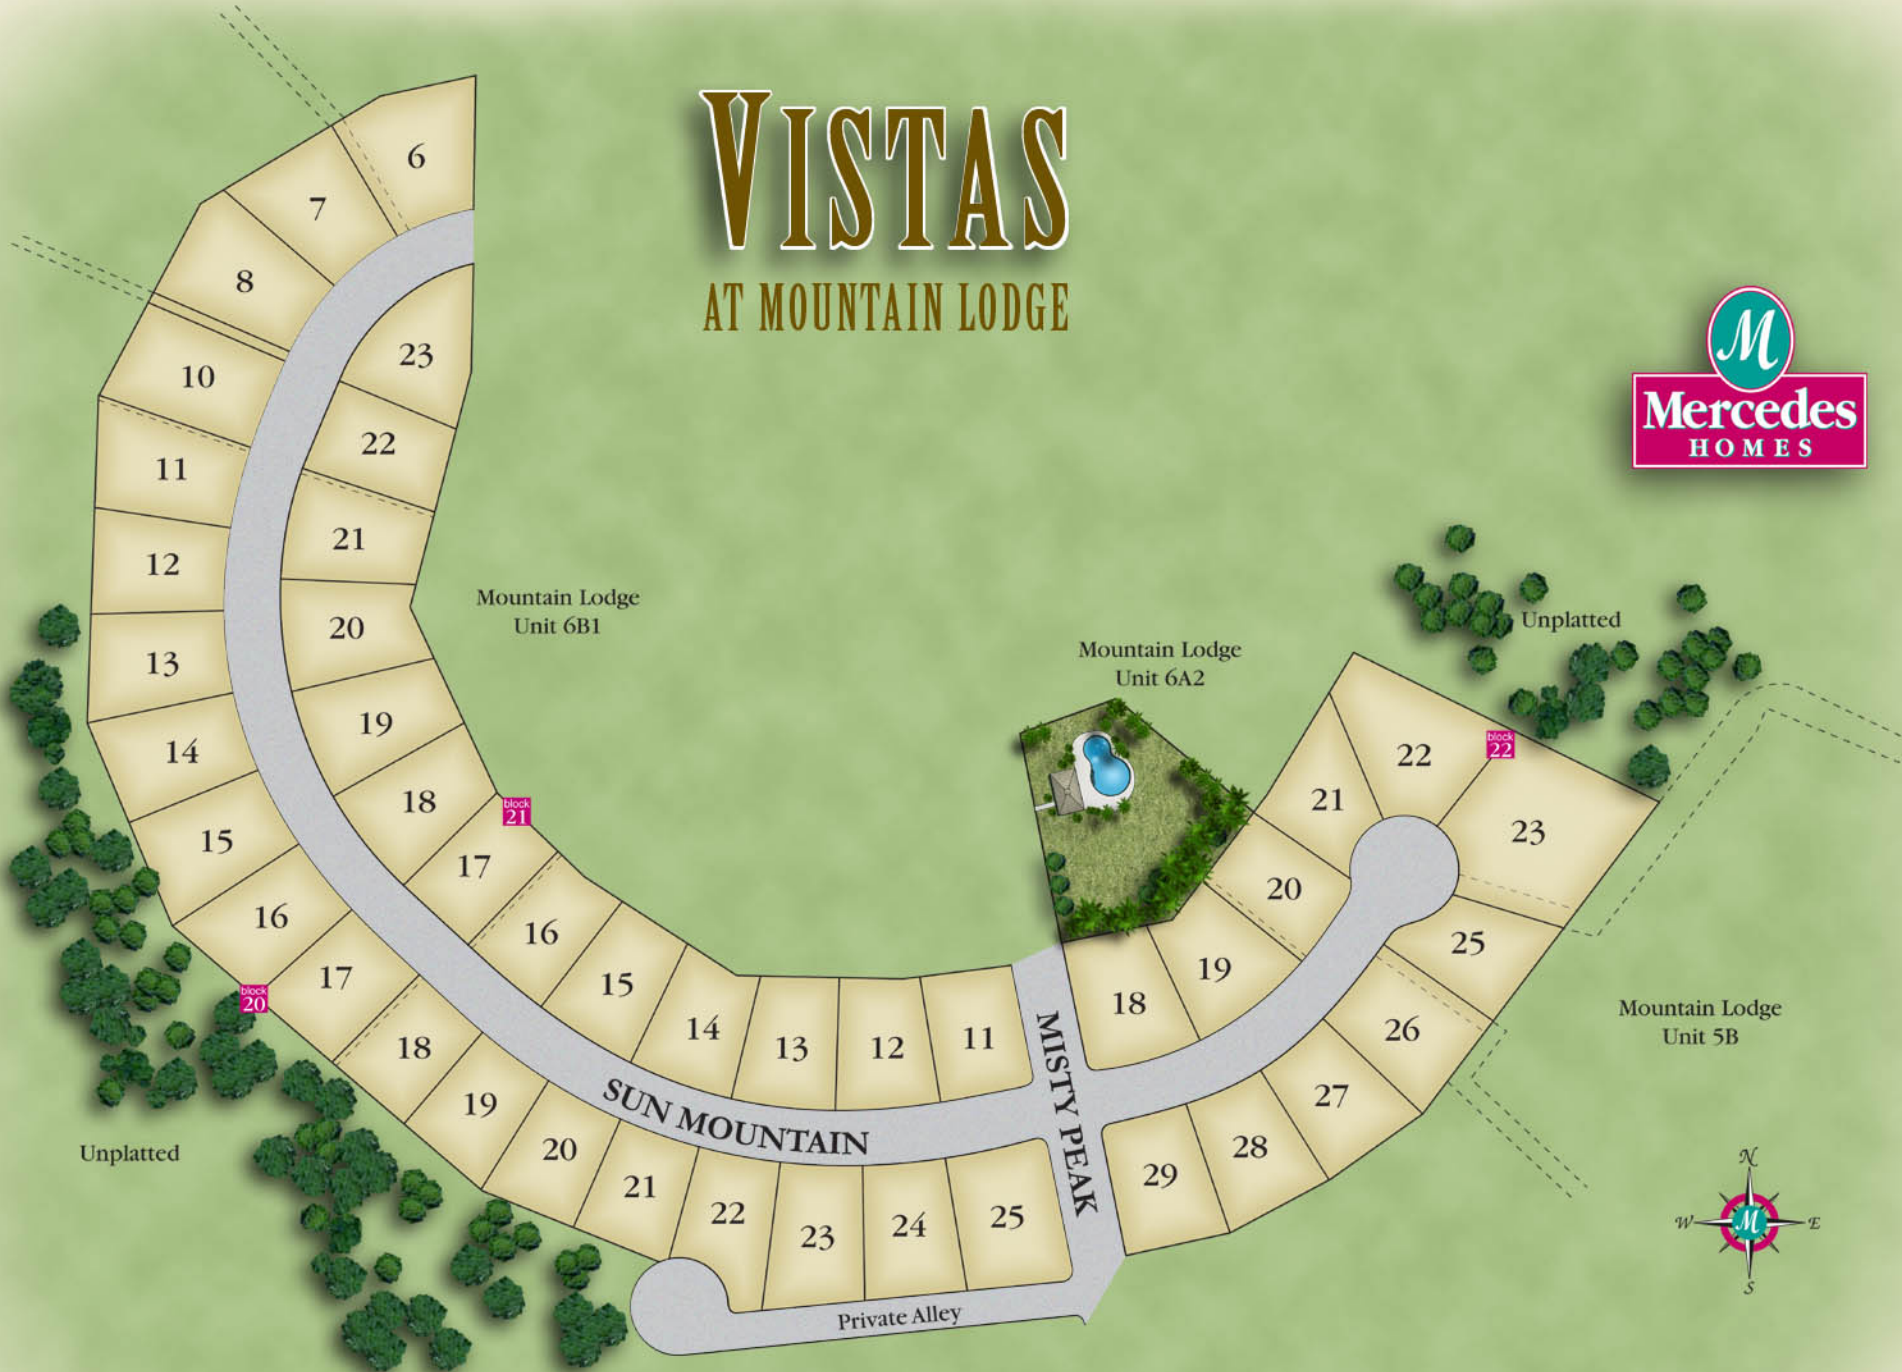 VISTAS
AT MOUNTAIN LODGE
M
Mercedes
HOMES
6
7
8
10
11
12
13
14
15
16
17
18
19
20
21
22
23
24
25
23
22
21
20
19
18
17
16
15
14
13
12
11
block
20
block
21
block
22
18
19
20
21
22
23
25
26
27
28
29
Mountain Lodge
Unit 6B1
Mountain Lodge
Unit 6A2
Unplatted
Mountain Lodge
Unit 5B
Unplatted
SUN MOUNTAIN
MISTY PEAK
Private Alley
N
W
M
E
S